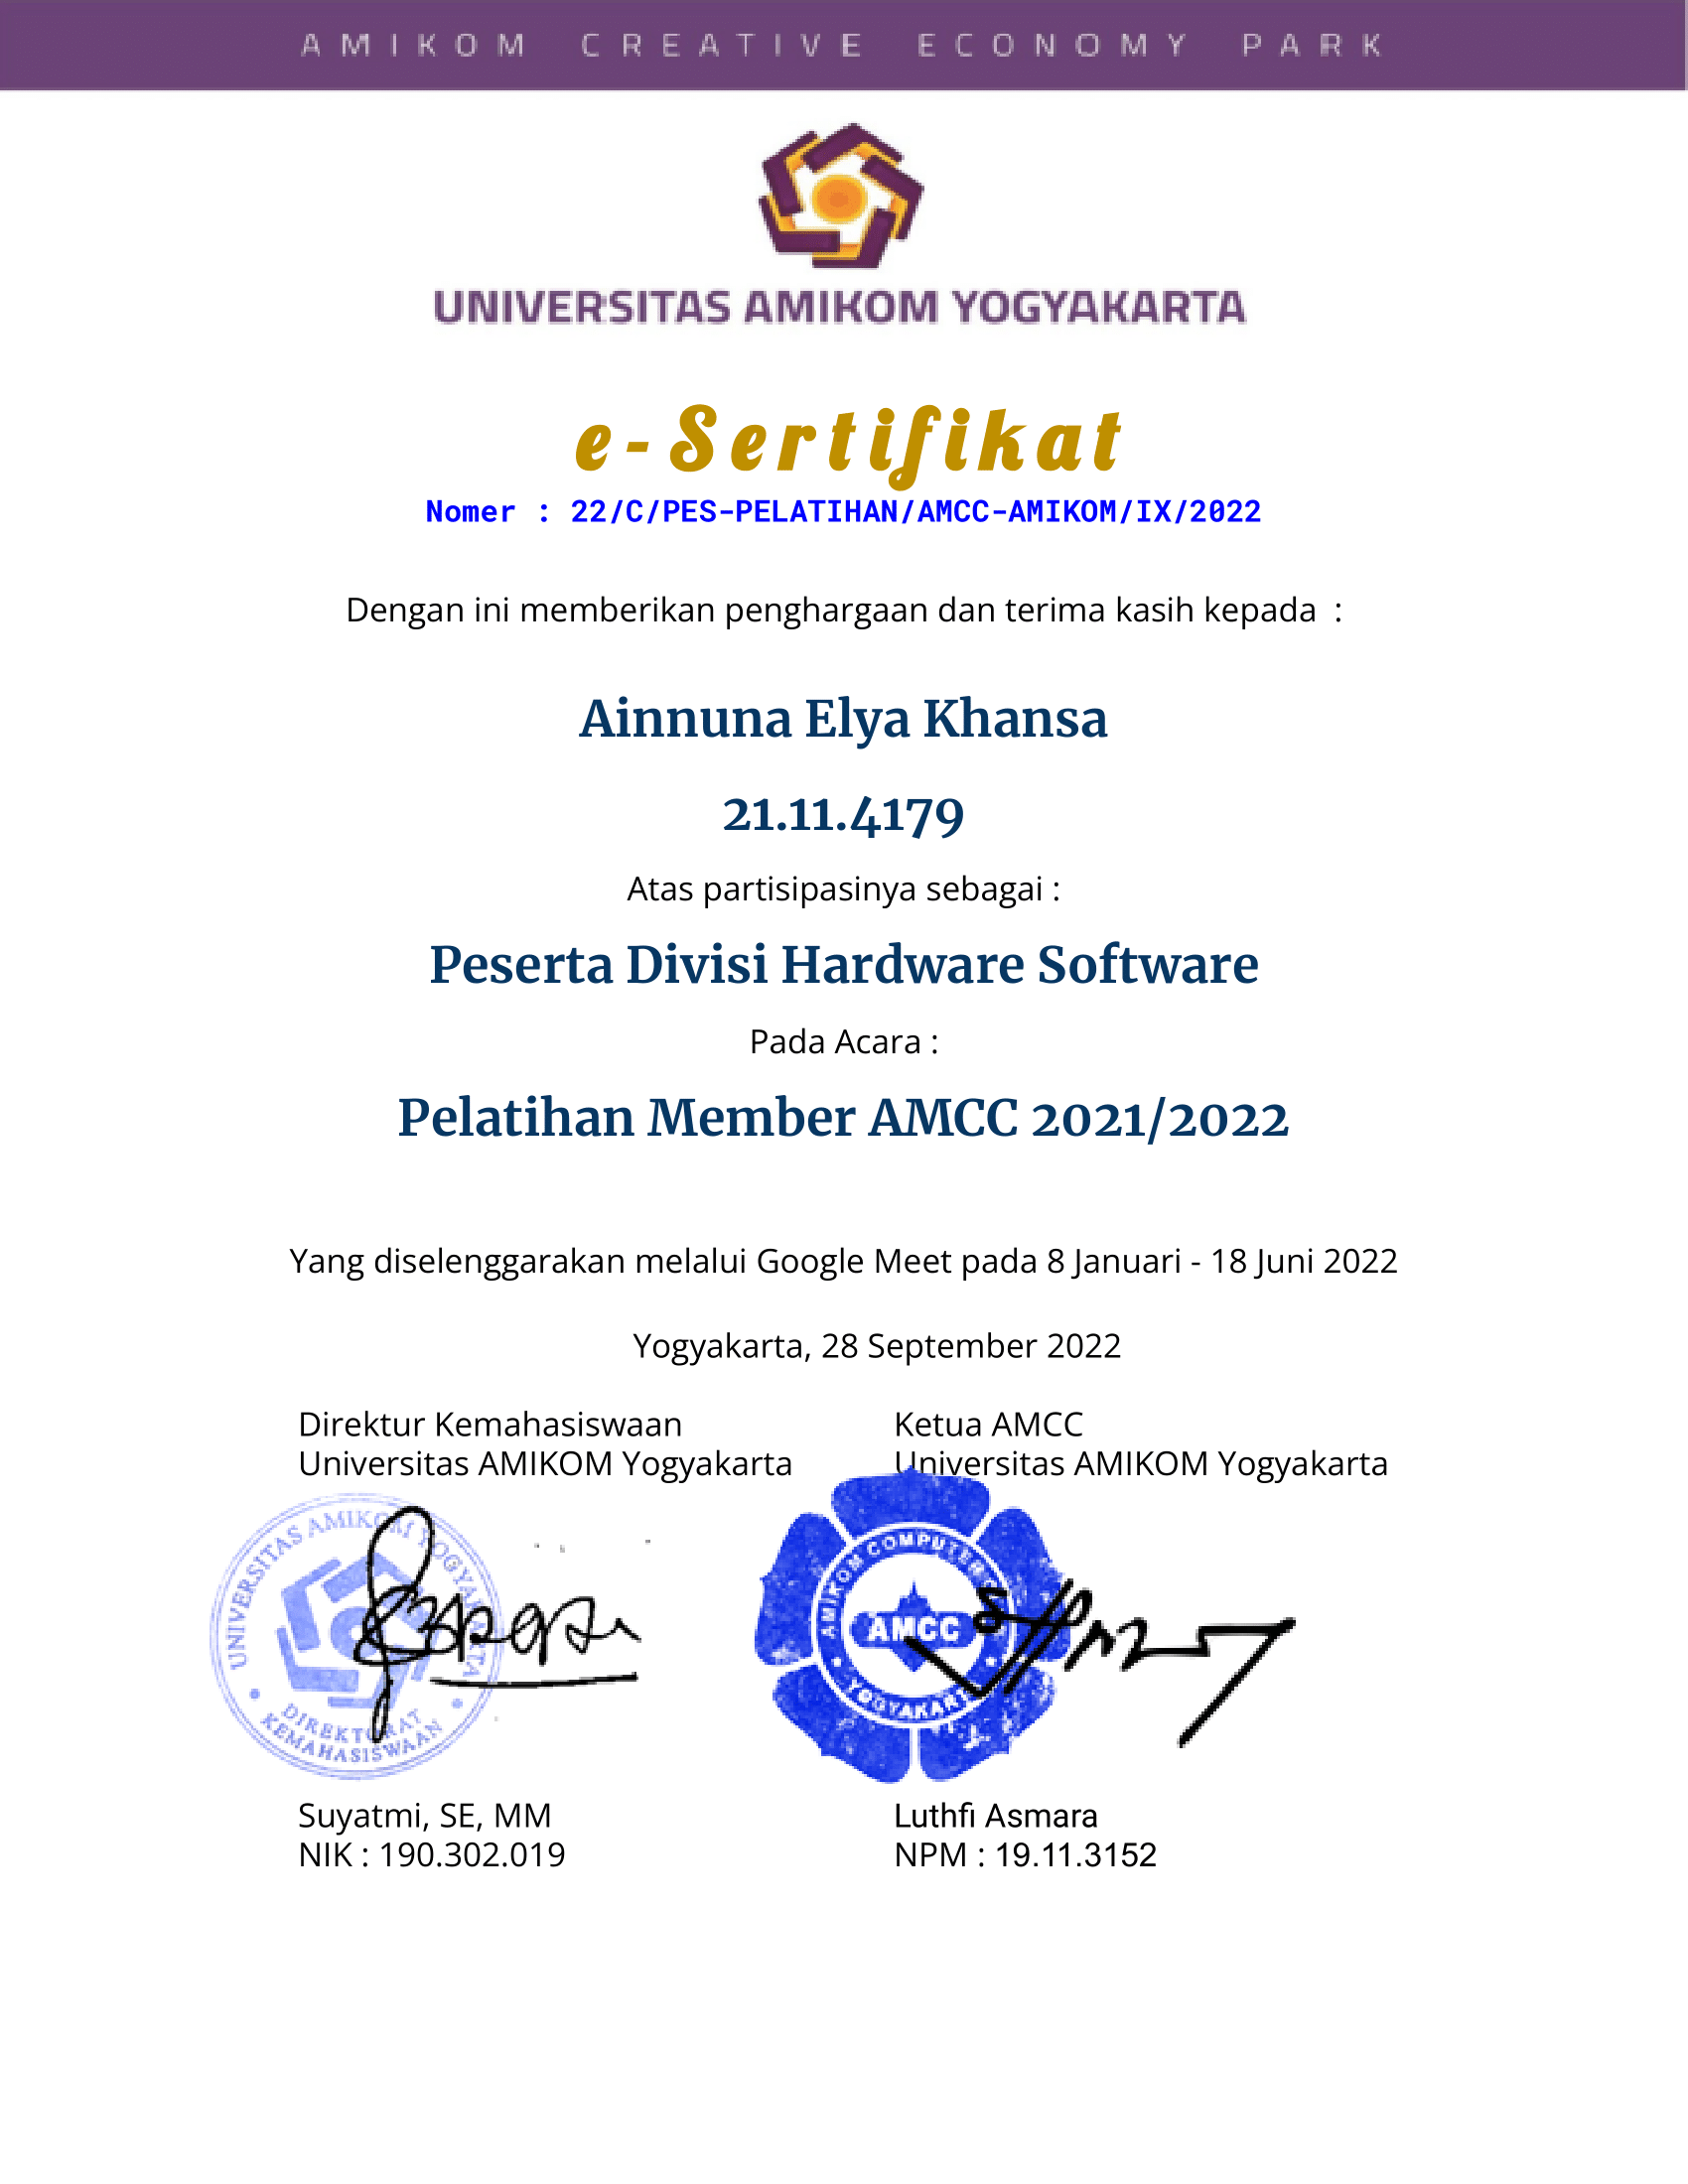 AMIKOM CREATIVE ECONOMY PARK
UNIVERSITAS AMIKOM YOGYAKARTA
e-Sertifikat
Nomer : 22/C/PES-PELATIHAN/AMCC-AMIKOM/IX/2022
Dengan ini memberikan penghargaan dan terima kasih kepada :
Ainnuna Elya Khansa
21.11.4179
Atas partisipasinya sebagai :
Peserta Divisi Hardware Software
Pada Acara :
Pelatihan Member AMCC 2021/2022
Yang diselenggarakan melalui Google Meet pada 8 Januari - 18 Juni 2022
Yogyakarta, 28 September 2022
Direktur Kemahasiswaan
Universitas AMIKOM Yogyakarta
UNIVERSITAS AMIKOM YOGYAKARTA
DIREKTORAT
KEMAHASISWAAN
Suyatmi, SE, MM
NIK : 190.302.019
Ketua AMCC
Universitas AMIKOM Yogyakarta
AMIKOM COMPUTER
AMCC
YOGYAKARTA
Luthfi Asmara
NPM : 19.11.3152